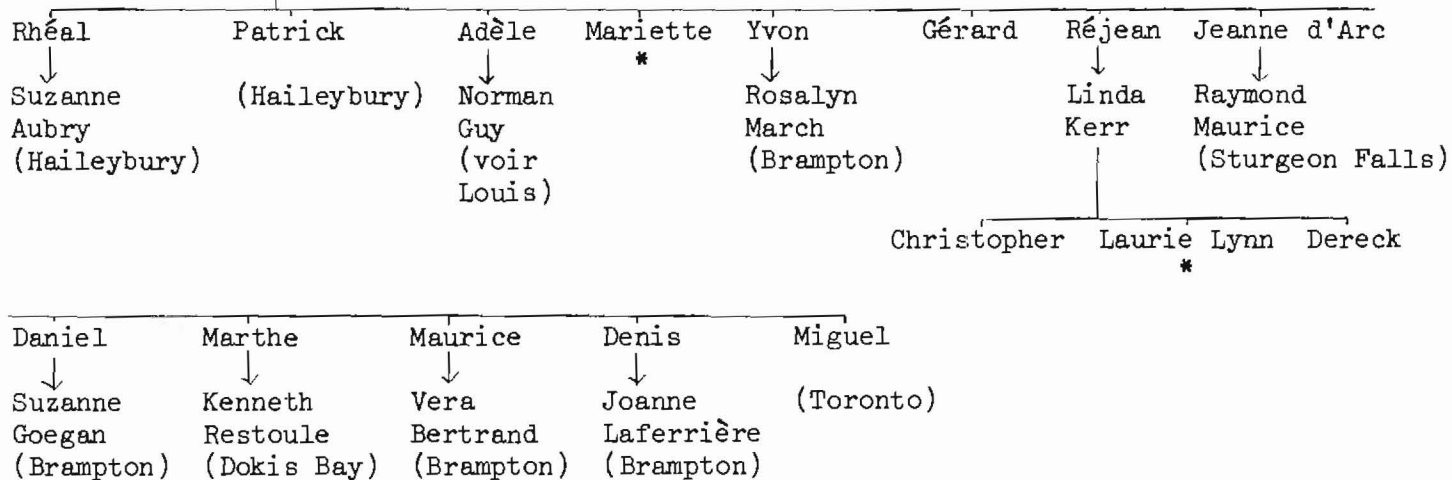 Rhéal Patrick Adèle Mariette Yvon Gérard Réjean Jeanne d'Arc
*
Suzanne (Haileybury) Norman Rosalyn Linda Raymond
Aubry Guy March Kerr Maurice
(Haileybury) (voir (Brampton) (Sturgeon Falls)
Louis)
Christopher Laurie Lynn Dereck
*
Daniel Marthe Maurice Denis Miguel
Suzanne Kenneth Vera Joanne (Toronto)
Goegan Restoule Bertrand Laferrière
(Brampton) (Dokis Bay) (Brampton) (Brampton)